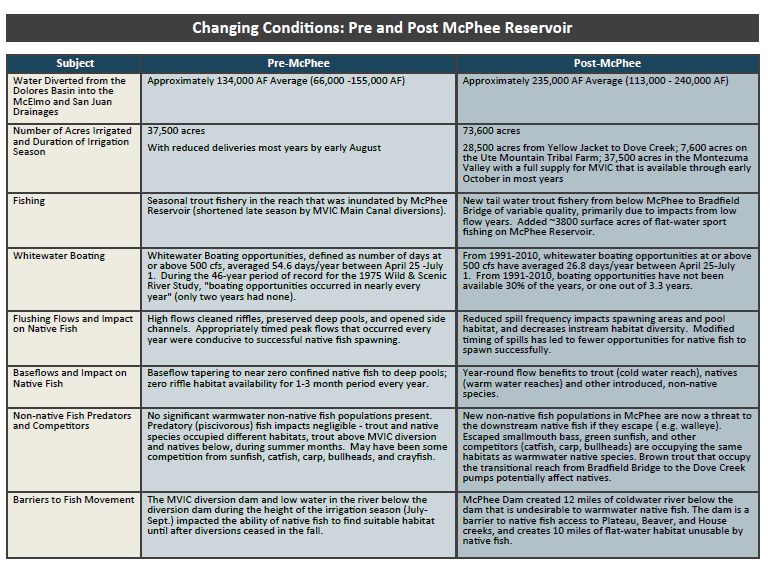 Changing Conditions: Pre and Post McPhee Reservoir
Subject
Pre-McPhee
Post-McPhee
Water Diverted from the
Dolores Basin into the
McElmo and San Juan
Drainages
Approximately 134,000 AF Average (66,000 -155,000 AF)
Approximately 235,000 AF Average (113,000 - 240,000 AF)
Number of Acres Irrigated
and Duration of Irrigation
Season
37,500 acres
With reduced deliveries most years by early August
73,600 acres
28,500 acres from Yellow Jacket to Dove Creek; 7,600 acres on
the Ute Mountain Tribal Farm; 37,500 acres in the Montezuma
Valley with a full supply for MVIC that is available through early
October in most years
Fishing
Seasonal trout fishery in the reach that was inundated by McPhee
Reservoir (shortened late season by MVIC Main Canal diversions).
New tail water trout fishery from below McPhee to Bradfield
Bridge of variable quality, primarily due to impacts from low
flow years.  Added ~3800 surface acres of flat-water sport
fishing on McPhee Reservoir.
Whitewater Boating
Whitewater Boating opportunities, defined as number of days at
or above 500 cfs, averaged 54.6 days/year between April 25 -July
1.  During the 46-year period of record for the 1975 Wild & Scenic
River Study, "boating opportunities occurred in nearly every
year" (only two years had none).
From 1991-2010, whitewater boating opportunities at or above
500 cfs have averaged 26.8 days/year between April 25-July
1.  From 1991-2010, boating opportunities have not been
available 30% of the years, or one out of 3.3 years.
Flushing Flows and Impact
on Native Fish
High flows cleaned riffles, preserved deep pools, and opened side
channels.  Appropriately timed peak flows that occurred every
year were conducive to successful native fish spawning.
Reduced spill frequency impacts spawning areas and pool
habitat, and decreases instream habitat diversity.  Modified
timing of spills has led to fewer opportunities for native fish to
spawn successfully.
Baseflows and Impact on
Native Fish
Baseflow tapering to near zero confined native fish to deep pools;
zero riffle habitat availability for 1-3 month period every year.
Year-round flow benefits to trout (cold water reach), natives
(warm water reaches) and other introduced, non-native
species.
Non-native Fish Predators
and Competitors
No significant warmwater non-native fish populations present.
Predatory (piscivorous) fish impacts negligible - trout and native
species occupied different habitats, trout above MVIC diversion
and natives below, during summer months.  May have been some
competition from sunfish, catfish, carp, bullheads, and crayfish.
New non-native fish populations in McPhee are now a threat to
the downstream native fish if they escape ( e.g. walleye).
Escaped smallmouth bass, green sunfish, and other
competitors (catfish, carp, bullheads) are occupying the same
habitats as warmwater native species. Brown trout that occupy
the transitional reach from Bradfield Bridge to the Dove Creek
pumps potentially affect natives.
Barriers to Fish Movement
The MVIC diversion dam and low water in the river below the
diversion dam during the height of the irrigation season (July-
Sept.) impacted the ability of native fish to find suitable habitat
until after diversions ceased in the fall.
McPhee Dam created 12 miles of coldwater river below the
dam that is undesirable to warmwater native fish. The dam is a
barrier to native fish access to Plateau, Beaver, and House
creeks, and creates 10 miles of flat-water habitat unusable by
native fish.